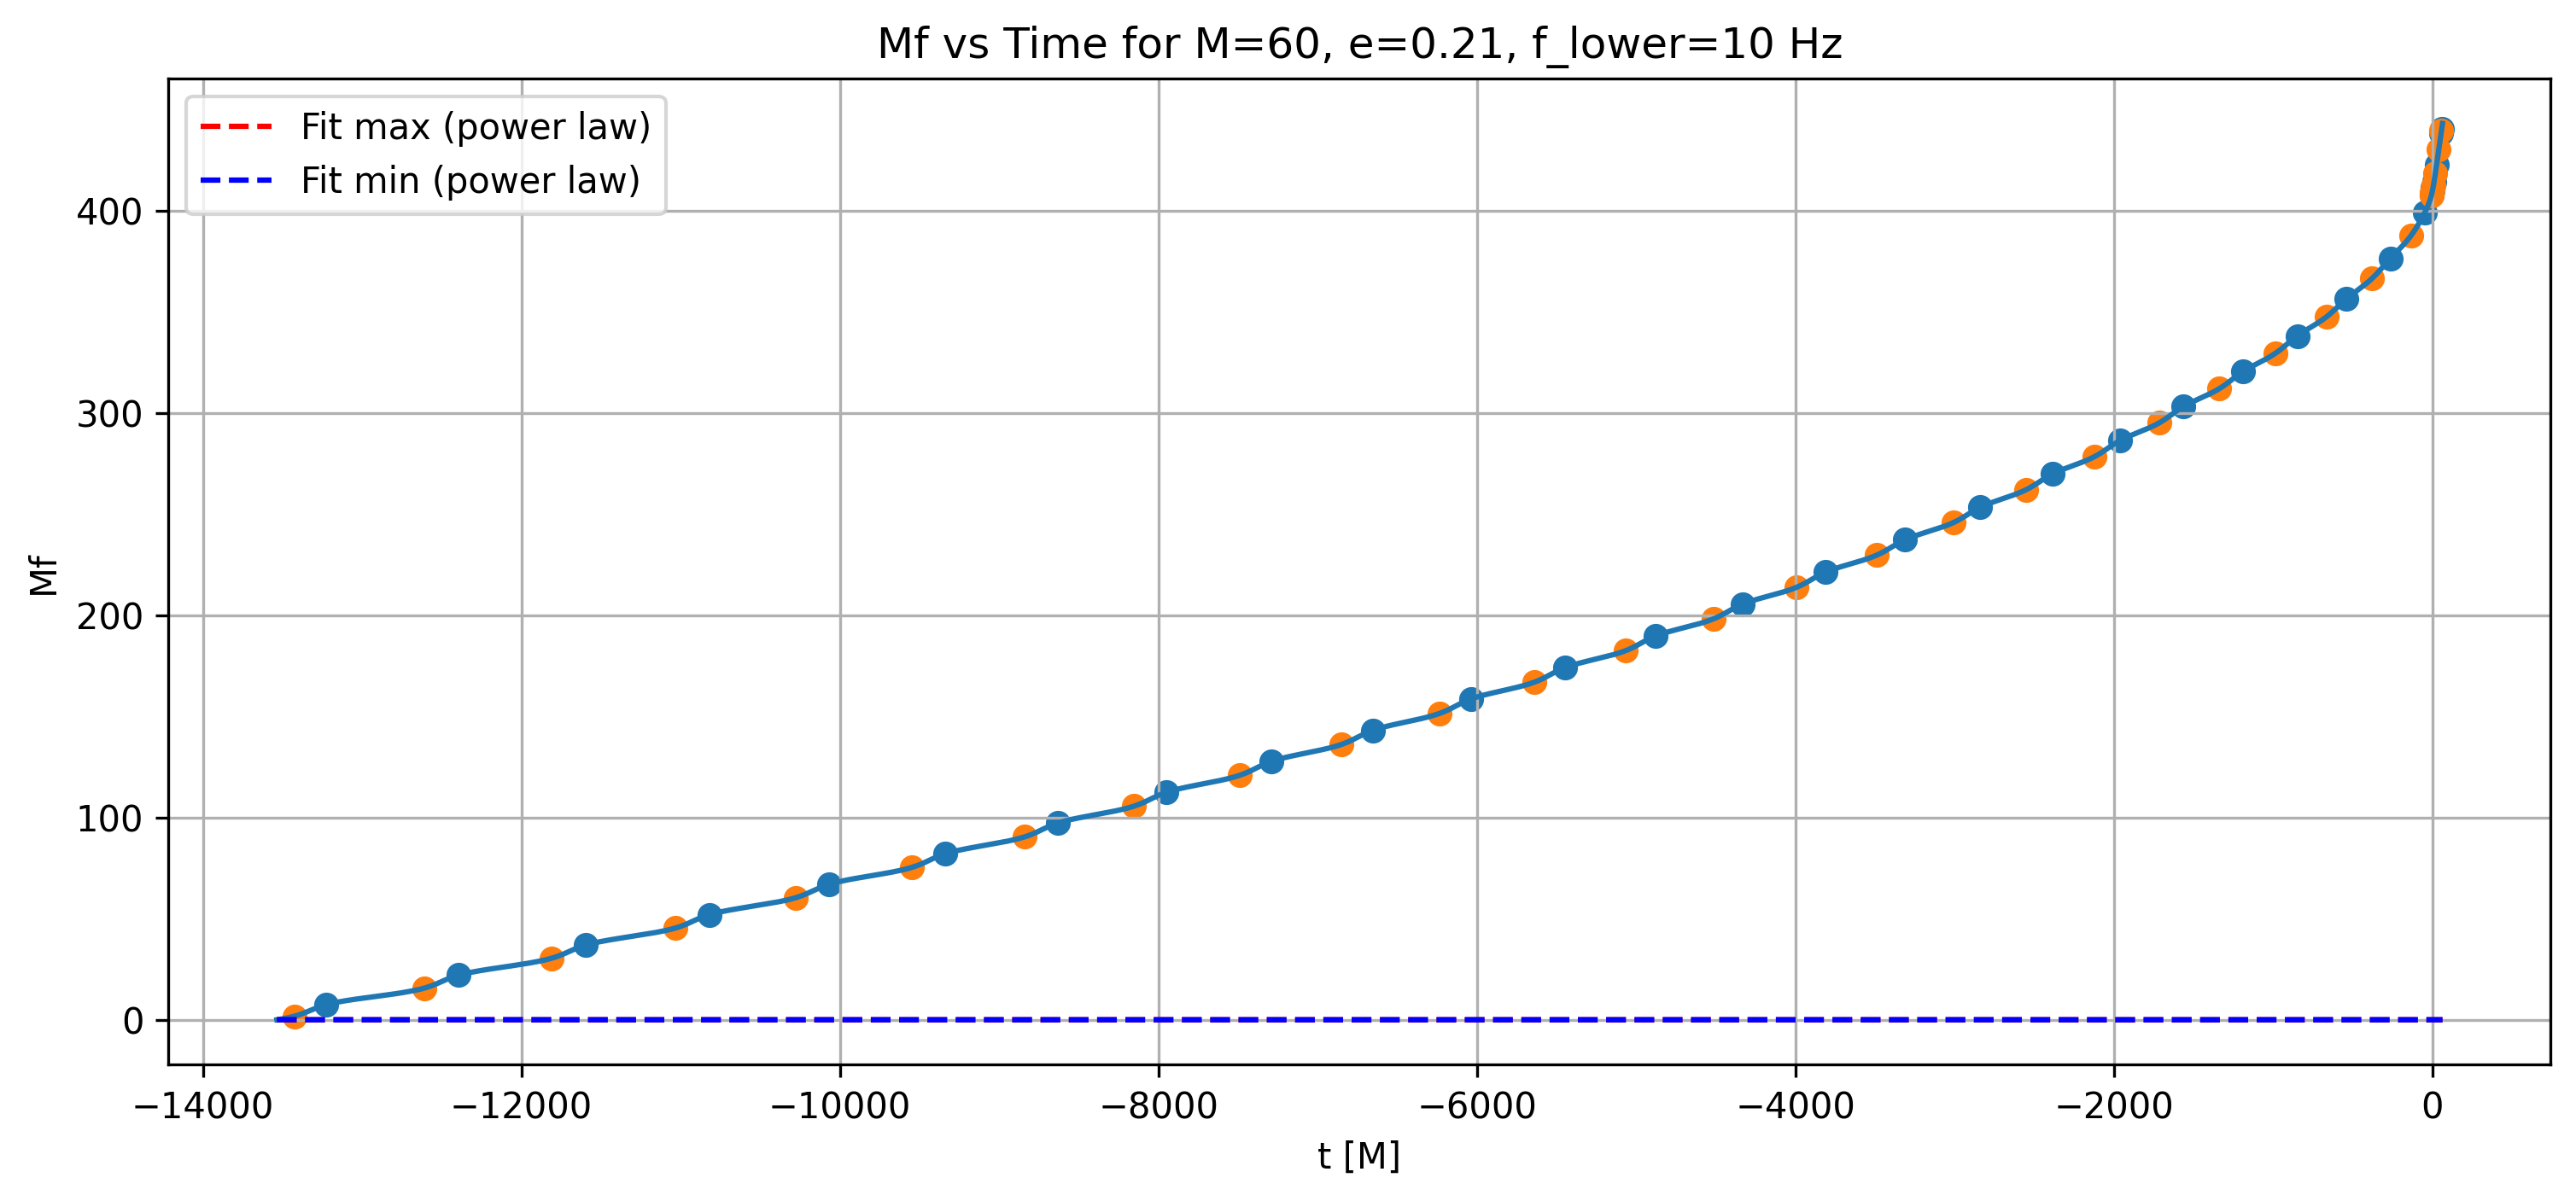 Mf vs Time for M=60, e=0.21, f_lower=10 Hz
Fit max (power law)
Fit min (power law)
Mf
400
300
200
100
0
−14000 −12000 −10000 −8000 −6000 −4000 −2000 0
t [M]